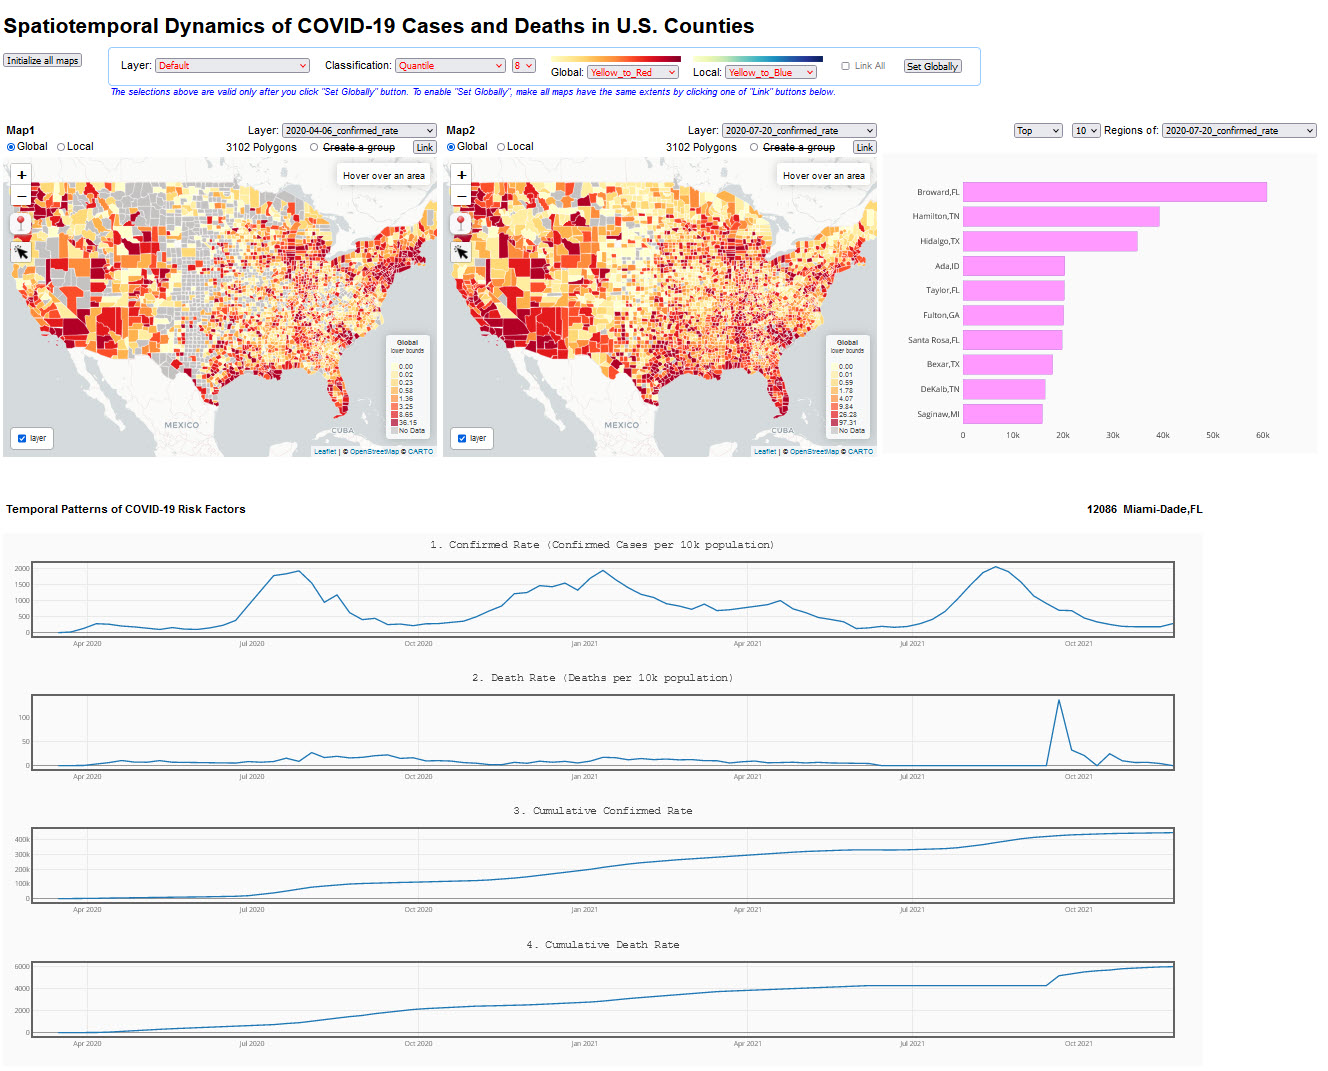 Spatiotemporal Dynamics of COVID-19 Cases and Deaths in U.S. Counties
Initialize all maps
Layer: Default
Classification: Quantile 8
Global: Yellow_to_Red
Local: Yellow_to_Blue
Link All
Set Globally
The selections above are valid only after you click "Set Globally" button. To enable "Set Globally", make all maps have the same extents by clicking one of "Link" buttons below.
Map1
Layer: 2020-04-06_confirmed_rate
Global Local
3102 Polygons
Create a group
Link
+
−
Hover over an area
MEXICO
CUBA
Global
lower bounds
0.00
0.02
0.23
0.58
1.36
3.25
8.65
36.15
No Data
layer
Leaflet | © OpenStreetMap © CARTO
Map2
Layer: 2020-07-20_confirmed_rate
Global Local
3102 Polygons
Create a group
Link
+
−
Hover over an area
MEXICO
CUBA
Global
lower bounds
0.00
0.01
0.59
1.78
4.07
9.84
26.28
97.31
No Data
layer
Leaflet | © OpenStreetMap © CARTO
Top 10 Regions of: 2020-07-20_confirmed_rate
Broward,FL
Hamilton,TN
Hidalgo,TX
Ada,ID
Taylor,FL
Fulton,GA
Santa Rosa,FL
Bexar,TX
DeKalb,TN
Saginaw,MI
0 10k 20k 30k 40k 50k 60k
Temporal Patterns of COVID-19 Risk Factors
12086 Miami-Dade,FL
1. Confirmed Rate (Confirmed Cases per 10k population)
2000
1500
1000
500
0
Apr 2020 Jul 2020 Oct 2020 Jan 2021 Apr 2021 Jul 2021 Oct 2021
2. Death Rate (Deaths per 10k population)
100
50
0
Apr 2020 Jul 2020 Oct 2020 Jan 2021 Apr 2021 Jul 2021 Oct 2021
3. Cumulative Confirmed Rate
400k
300k
200k
100k
0
Apr 2020 Jul 2020 Oct 2020 Jan 2021 Apr 2021 Jul 2021 Oct 2021
4. Cumulative Death Rate
6000
4000
2000
0
Apr 2020 Jul 2020 Oct 2020 Jan 2021 Apr 2021 Jul 2021 Oct 2021